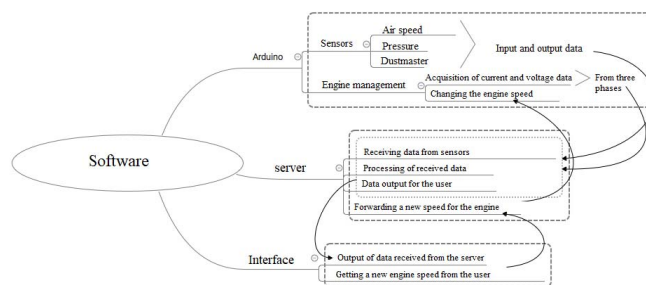 Software
Arduino
Sensors
Air speed
Pressure
Dustmaster
Input and output data
Engine management
Acquisition of current and voltage data
Changing the engine speed
From three
phases
server
Receiving data from sensors
Processing of received data
Data output for the user
Forwarding a new speed for the engine
Interface
Output of data received from the server
Getting a new engine speed from the user